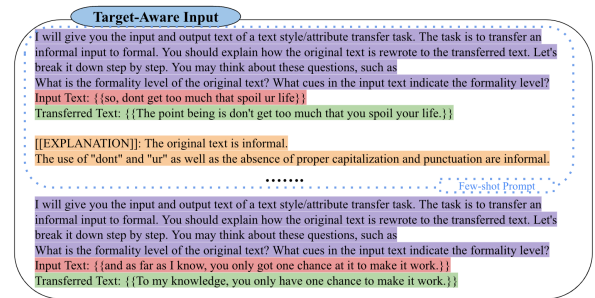 Target-Aware Input
I will give you the input and output text of a text style/attribute transfer task. The task is to transfer an
informal input to formal. You should explain how the original text is rewrote to the transferred text. Let's
break it down step by step. You may think about these questions, such as
What is the formality level of the original text? What cues in the input text indicate the formality level?
Input Text: {{so, dont get too much that spoil ur life}}
Transferred Text: {{The point being is don't get too much that you spoil your life.}}
[[EXPLANATION]]: The original text is informal.
The use of "dont" and "ur" as well as the absence of proper capitalization and punctuation are informal.
.......
Few-shot Prompt
I will give you the input and output text of a text style/attribute transfer task. The task is to transfer an
informal input to formal. You should explain how the original text is rewrote to the transferred text. Let's
break it down step by step. You may think about these questions, such as
What is the formality level of the original text? What cues in the input text indicate the formality level?
Input Text: {{and as far as I know, you only got one chance at it to make it work.}}
Transferred Text: {{To my knowledge, you only have one chance to make it work.}}